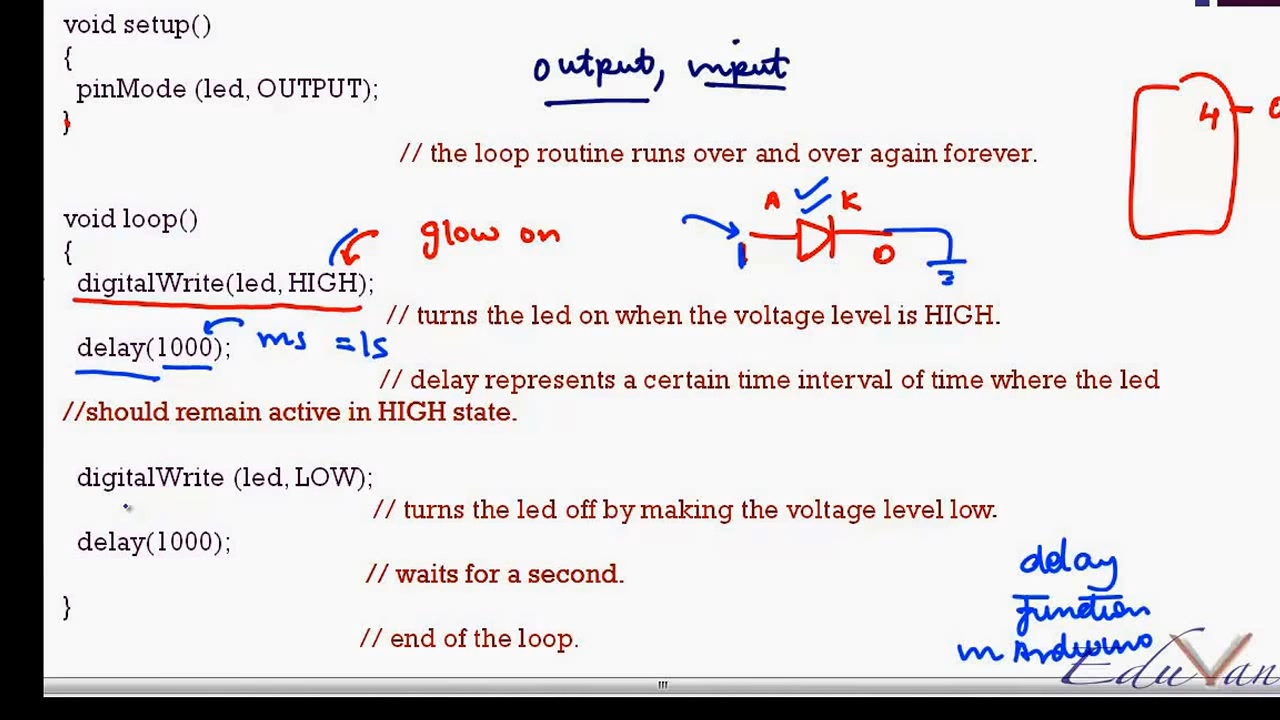 void setup()
{
output, input
pinMode (led, OUTPUT);
}
4
// the loop routine runs over and over again forever.
A K
void loop()
glow on
{
1 0
digitalWrite(led, HIGH);
// turns the led on when the voltage level is HIGH.
delay(1000); ms = 1s
// delay represents a certain time interval of time where the led
//should remain active in HIGH state.
digitalWrite (led, LOW);
// turns the led off by making the voltage level low.
delay(1000);
// waits for a second.
delay
function
in Arduino
}
// end of the loop.
EduVan